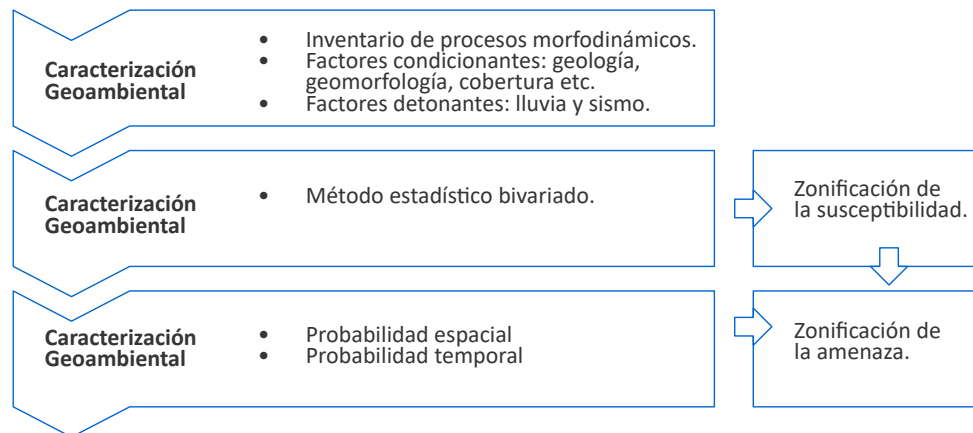 Caracterización
Geoambiental
• Inventario de procesos morfodinámicos.
• Factores condicionantes: geología,
geomorfología, cobertura etc.
• Factores detonantes: lluvia y sismo.
Caracterización
Geoambiental
• Método estadístico bivariado.
Zonificación de
la susceptibilidad.
Caracterización
Geoambiental
• Probabilidad espacial
• Probabilidad temporal
Zonificación de
la amenaza.